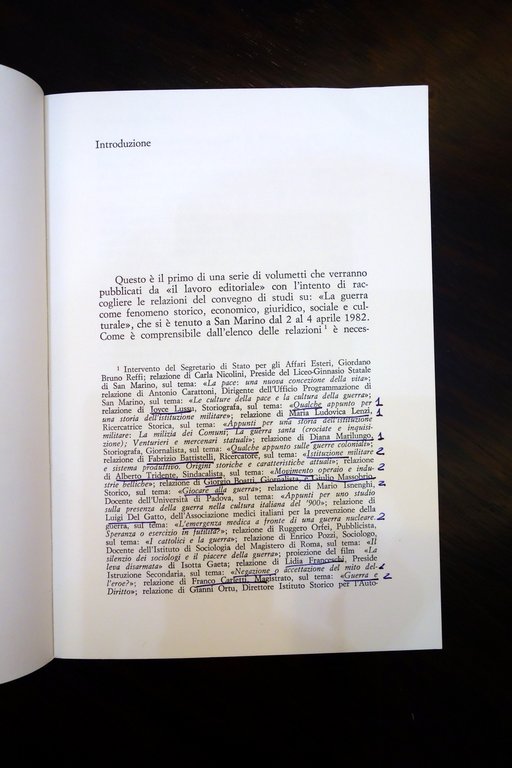 Introduzione
Questo è il primo di una serie di volumetti che verranno
pubblicati da «il lavoro editoriale» con l'intento di rac-
cogliere le relazioni del convegno di studi su: «La guerra
come fenomeno storico, economico, giuridico, sociale e cul-
turale», che si è tenuto a San Marino dal 2 al 4 aprile 1982.
Come è comprensibile dall'elenco delle relazioni 1 è neces-
1 Intervento del Segretario di Stato per gli Affari Esteri, Giordano
Bruno Reffi; relazione di Carla Nicolini, Preside del Liceo-Ginnasio Statale
di San Marino, sul tema: «La pace: una nuova concezione della vita»;
relazione di Antonio Carattoni, Dirigente dell'Ufficio Programmazione di
San Marino, sul tema: «Le culture della pace e la cultura della guerra»;
relazione di Joyce Lussu, Storiografa, sul tema: «Qualche appunto per 1
una storia dell'istituzione militare»; relazione di Maria Ludovica Lenzi, 1
Ricercatrice Storica, sul tema: «Appunti per una storia dell'istituzione
militare: La milizia dei Comuni; La guerra santa (crociate e inquisi-
zione); Venturieri e mercenari statuali»; relazione di Diana Marilungo, 1
Storiografa, Giornalista, sul tema: «Qualche appunto sulle guerre coloniali»;
relazione di Fabrizio Battistelli, Ricercatore, sul tema: «Istituzione militare 2
e sistema produttivo. Origini storiche e caratteristiche attuali»; relazione
di Alberto Tridente, Sindacalista, sul tema: «Movimento operaio e indu- 2
strie belliche»; relazione di Giorgio Boatti, Giornalista, e Giulio Massobrio,
Storico, sul tema: «Giocare alla guerra»; relazione di Mario Isnenghi, 2
Docente dell'Università di Padova, sul tema: «Appunti per uno studio
sulla presenza della guerra nella cultura italiana del '900»; relazione di
Luigi Del Gatto, dell'Associazione medici italiani per la prevenzione della
guerra, sul tema: «L'emergenza medica a fronte di una guerra nucleare. 2
Speranza o esercizio in futilità?»; relazione di Ruggero Orfei, Pubblicista,
sul tema: «I cattolici e la guerra»; relazione di Enrico Pozzi, Sociologo,
Docente dell'Istituto di Sociologia del Magistero di Roma, sul tema: «Il
silenzio dei sociologi e il piacere della guerra»; proiezione del film «La
leva disarmata» di Isotta Gaeta; relazione di Lidia Franceschi, Preside
Istruzione Secondaria, sul tema: «Negazione o accettazione del mito del-
l'eroe?»; relazione di Franco Carletti, Magistrato, sul tema: «Guerra e 2
Diritto»; relazione di Gianni Ortu, Direttore Istituto Storico per l'Auto-